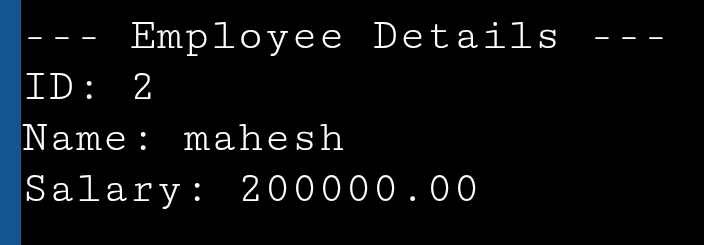 --- Employee Details ---
ID: 2
Name: mahesh
Salary: 200000.00